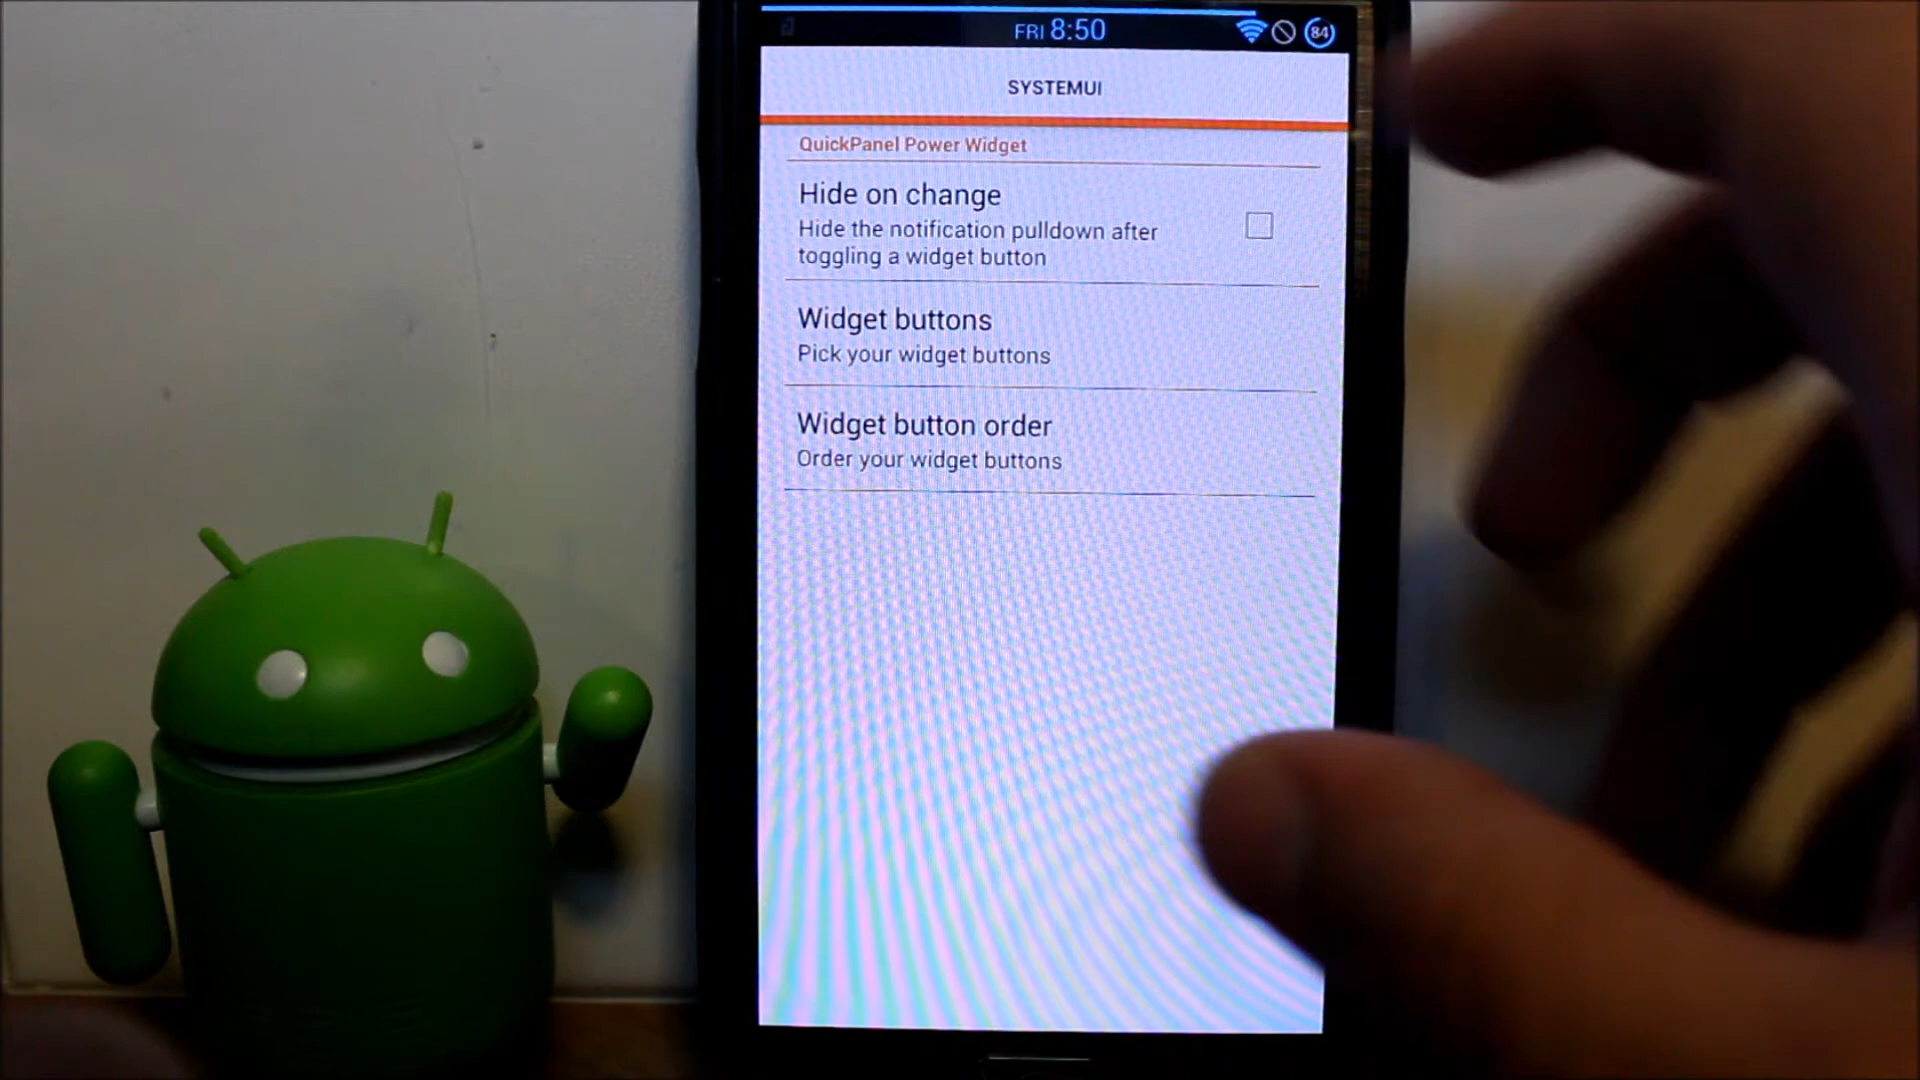 FRI 8:50
84
SYSTEMUI
QuickPanel Power Widget
Hide on change
Hide the notification pulldown after
toggling a widget button
Widget buttons
Pick your widget buttons
Widget button order
Order your widget buttons